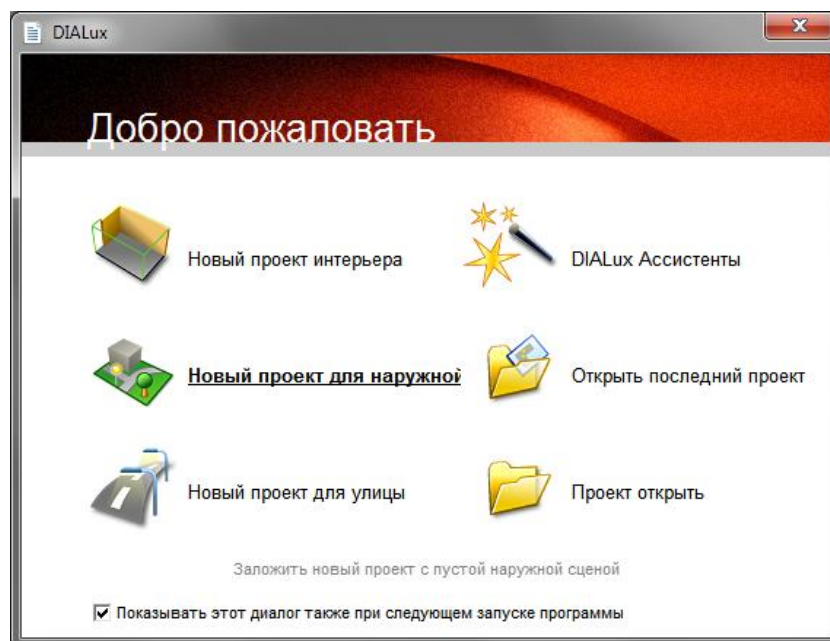 DIALux
Добро пожаловать
Новый проект интерьера
DIALux Ассистенты
Новый проект для наружной
Открыть последний проект
Новый проект для улицы
Проект открыть
Заложить новый проект с пустой наружной сценой
Показывать этот диалог также при следующем запуске программы